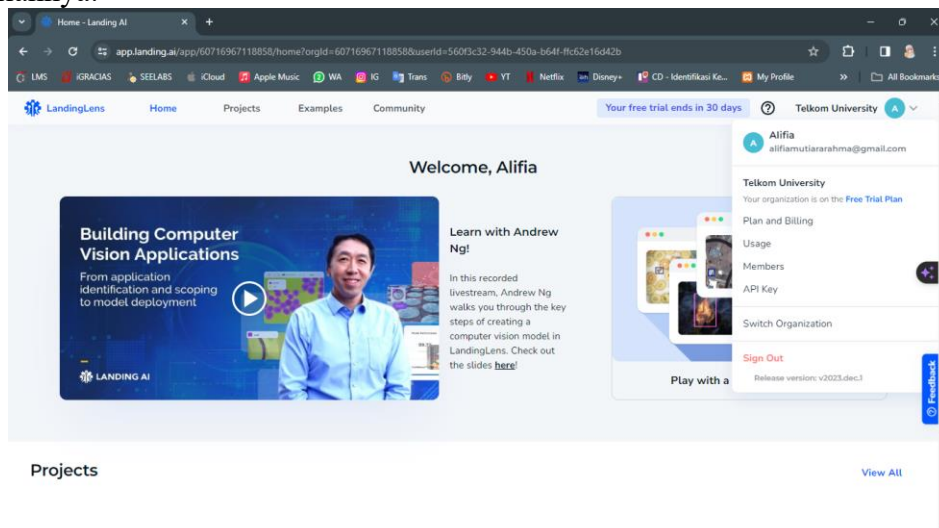 Home - Landing AI
app.landing.ai/app/60716967118858/home?orgId=60716967118858&userId=560f3c32-944b-450a-b64f-ffc62e16d42b
LMS iGRACIAS SEELABS iCloud Apple Music WA IG Trans Bitly YT Netflix Disney+ CD - Identifikasi Ke... My Profile » All Bookmarks
LandingLens Home Projects Examples Community Your free trial ends in 30 days Telkom University A
A Alifia
alifiamutiararahma@gmail.com
Welcome, Alifia
Telkom University
Your organization is on the Free Trial Plan
Plan and Billing
Usage
Members
API Key
Switch Organization
Sign Out
Release version: v2023.dec.1
Building Computer
Vision Applications
From application
identification and scoping
to model deployment
LANDING AI
Learn with Andrew
Ng!
In this recorded
livestream, Andrew Ng
walks you through the key
steps of creating a
computer vision model in
LandingLens. Check out
the slides here!
Play with a
Feedback
Projects
View All